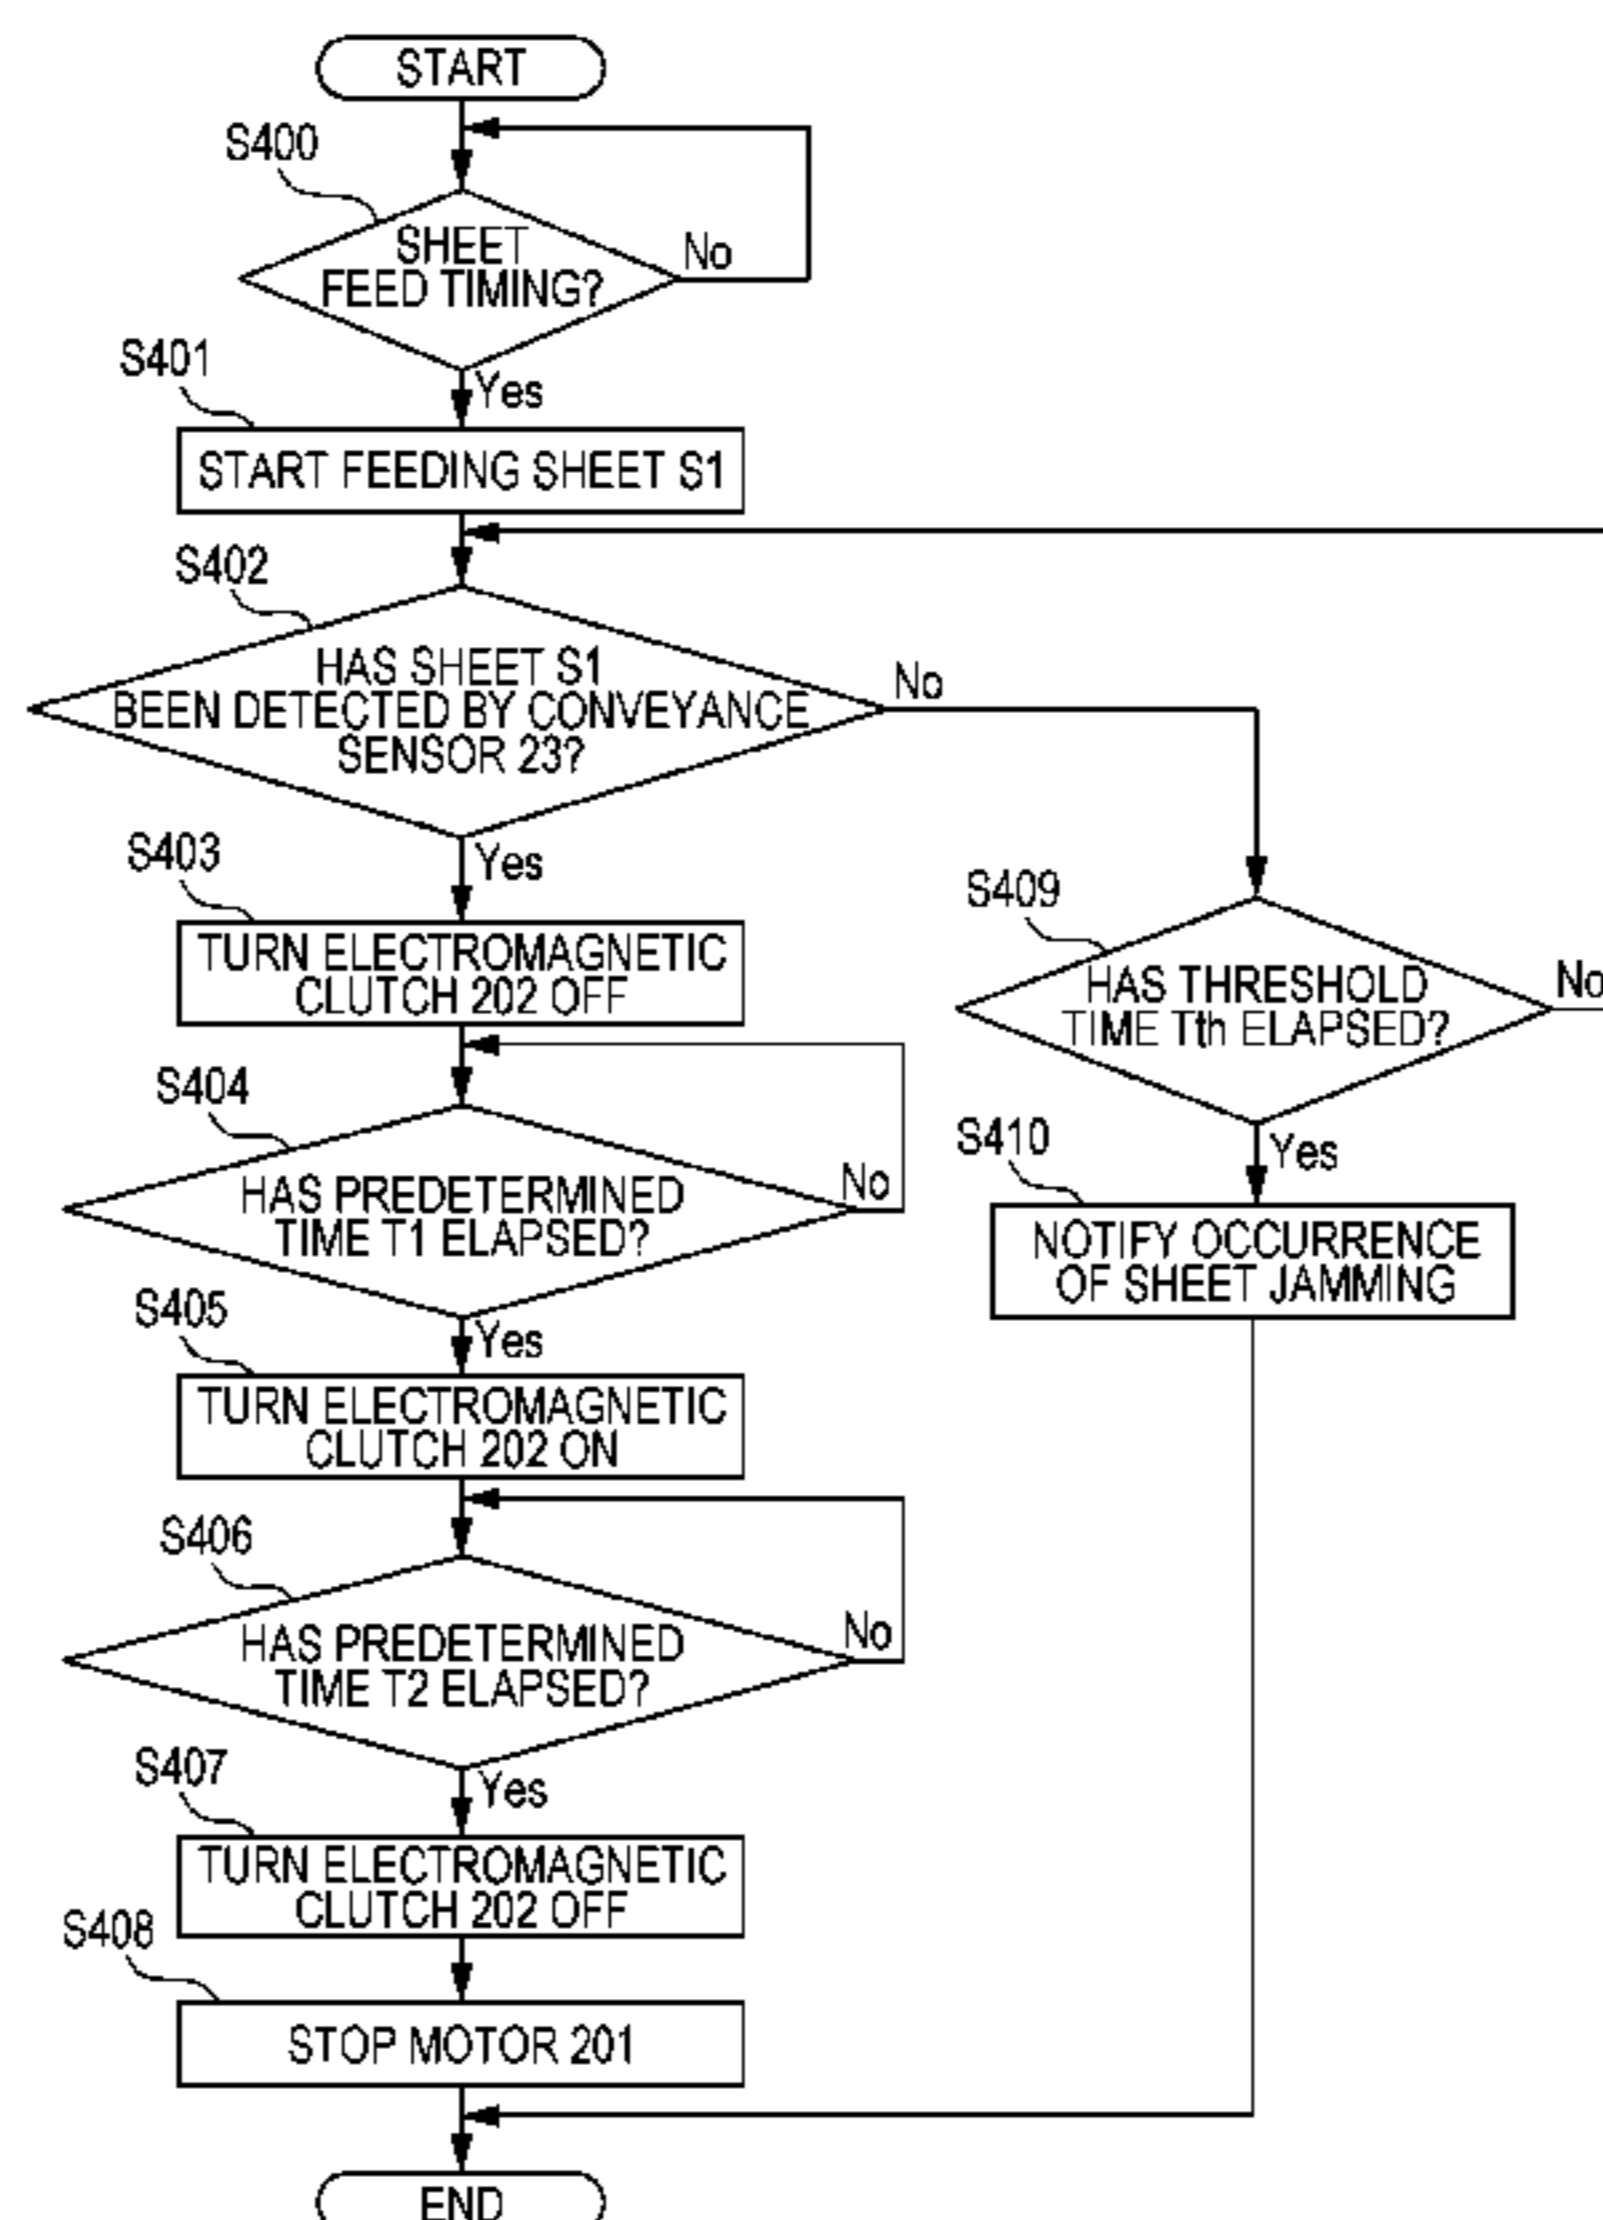 START
S400
SHEET
FEED TIMING?
No
Yes
S401
START FEEDING SHEET S1
S402
HAS SHEET S1
BEEN DETECTED BY CONVEYANCE
SENSOR 23?
No
Yes
S403
TURN ELECTROMAGNETIC
CLUTCH 202 OFF
S404
HAS PREDETERMINED
TIME T1 ELAPSED?
No
Yes
S405
TURN ELECTROMAGNETIC
CLUTCH 202 ON
S406
HAS PREDETERMINED
TIME T2 ELAPSED?
No
Yes
S407
TURN ELECTROMAGNETIC
CLUTCH 202 OFF
S408
STOP MOTOR 201
S409
HAS THRESHOLD
TIME Tth ELAPSED?
No
Yes
S410
NOTIFY OCCURRENCE
OF SHEET JAMMING
END